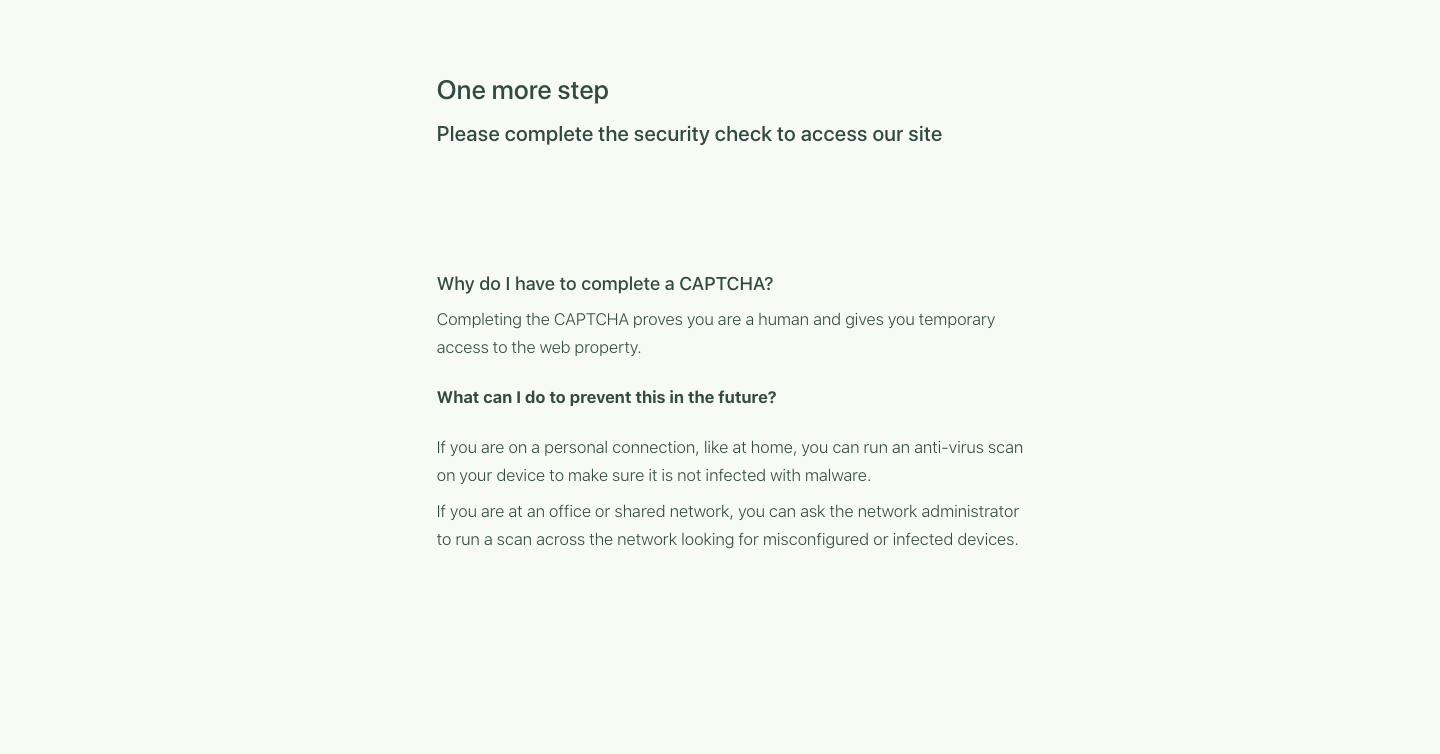 One more step
Please complete the security check to access our site
Why do I have to complete a CAPTCHA?
Completing the CAPTCHA proves you are a human and gives you temporary
access to the web property.
What can I do to prevent this in the future?
If you are on a personal connection, like at home, you can run an anti-virus scan
on your device to make sure it is not infected with malware.
If you are at an office or shared network, you can ask the network administrator
to run a scan across the network looking for misconfigured or infected devices.